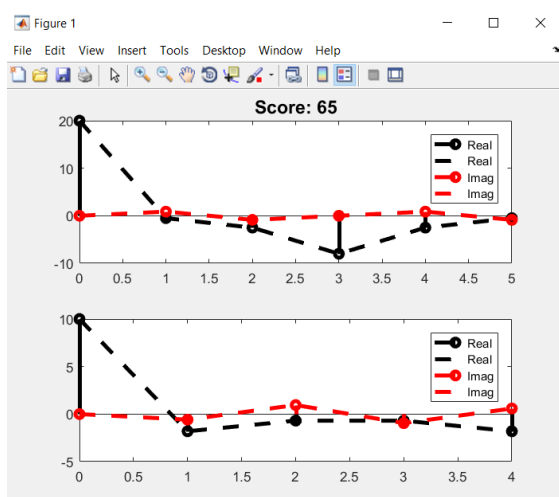 Figure 1
File Edit View Insert Tools Desktop Window Help
Score: 65
20
10
0
-10
0 0.5 1 1.5 2 2.5 3 3.5 4 4.5 5
Real
Real
Imag
Imag
10
5
0
-5
0 0.5 1 1.5 2 2.5 3 3.5 4
Real
Real
Imag
Imag